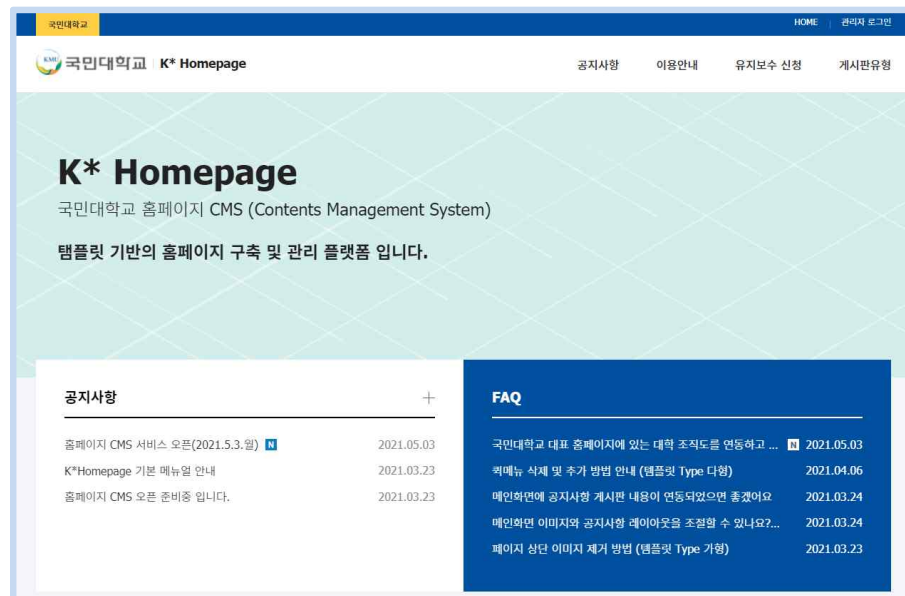 국민대학교
HOME | 관리자 로그인
KMU 국민대학교 K* Homepage
공지사항 이용안내 유지보수 신청 게시판유형
K* Homepage
국민대학교 홈페이지 CMS (Contents Management System)
탬플릿 기반의 홈페이지 구축 및 관리 플랫폼 입니다.
공지사항 +
홈페이지 CMS 서비스 오픈(2021.5.3.월) N 2021.05.03
K*Homepage 기본 메뉴얼 안내 2021.03.23
홈페이지 CMS 오픈 준비중 입니다. 2021.03.23
FAQ
국민대학교 대표 홈페이지에 있는 대학 조직도를 연동하고 ... N 2021.05.03
퀵메뉴 삭제 및 추가 방법 안내 (템플릿 Type 다형) 2021.04.06
메인화면에 공지사항 게시판 내용이 연동되었으면 좋겠어요 2021.03.24
메인화면 이미지와 공지사항 레이아웃을 조절할 수 있나요?... 2021.03.24
페이지 상단 이미지 제거 방법 (템플릿 Type 가형) 2021.03.23